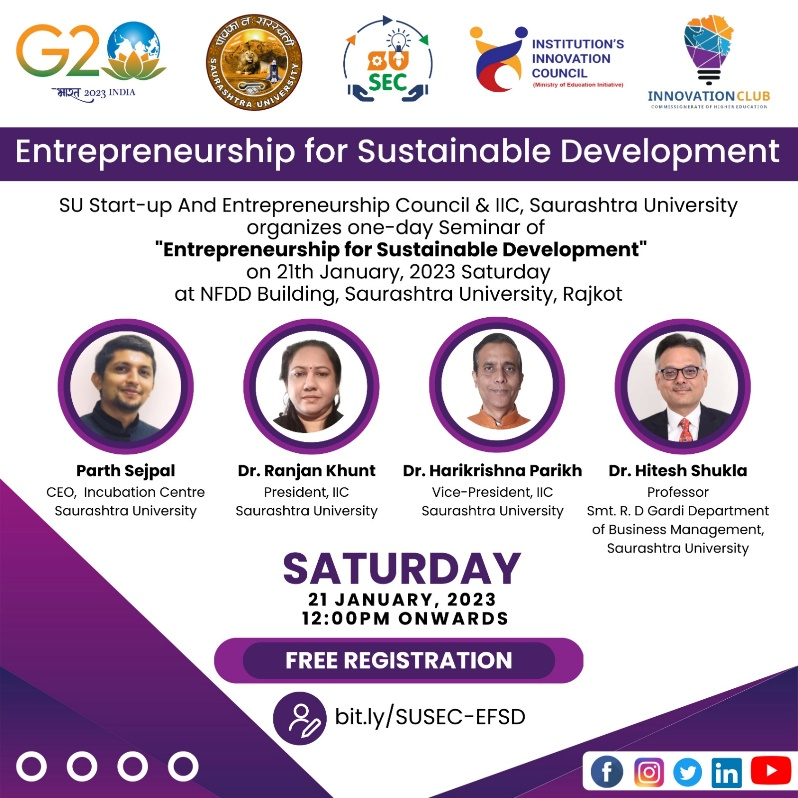 G20
भारत 2023 INDIA
सौराष्ट्र युनिवर्सिटी
SAURASHTRA UNIVERSITY
SU
SEC
INSTITUTION'S
INNOVATION
COUNCIL
(Ministry of Education Initiative)
INNOVATION CLUB
COMMISSIONERATE OF HIGHER EDUCATION
Entrepreneurship for Sustainable Development
SU Start-up And Entrepreneurship Council & IIC, Saurashtra University
organizes one-day Seminar of
"Entrepreneurship for Sustainable Development"
on 21th January, 2023 Saturday
at NFDD Building, Saurashtra University, Rajkot
Parth Sejpal
CEO, Incubation Centre
Saurashtra University
Dr. Ranjan Khunt
President, IIC
Saurashtra University
Dr. Harikrishna Parikh
Vice-President, IIC
Saurashtra University
Dr. Hitesh Shukla
Professor
Smt. R. D Gardi Department
of Business Management,
Saurashtra University
SATURDAY
21 JANUARY, 2023
12:00PM ONWARDS
FREE REGISTRATION
bit.ly/SUSEC-EFSD